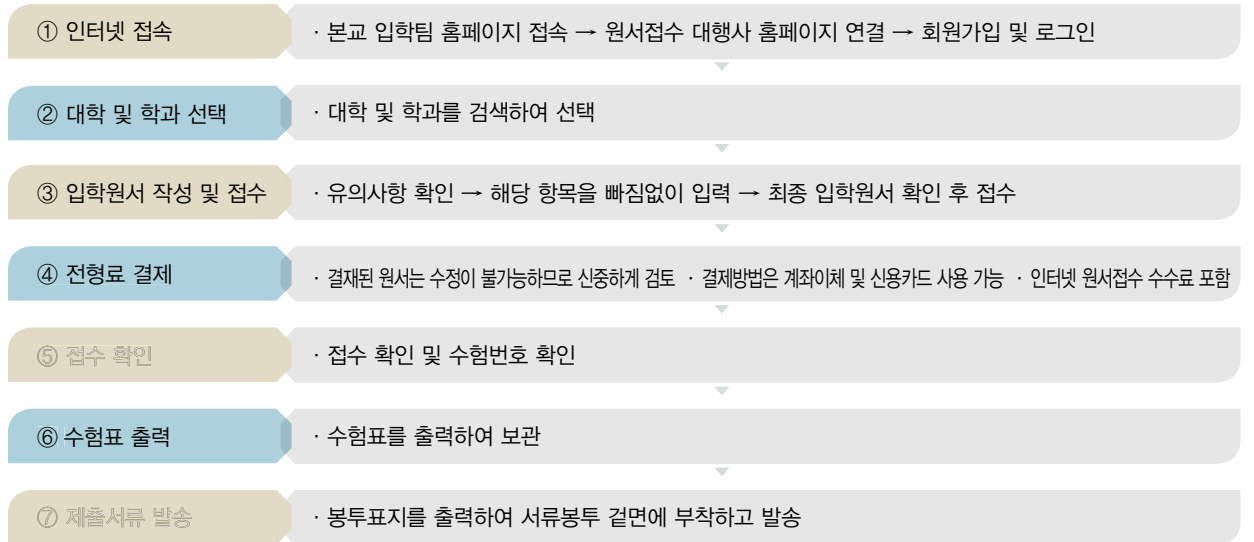 ① 인터넷 접속
· 본교 입학팀 홈페이지 접속 → 원서접수 대행사 홈페이지 연결 → 회원가입 및 로그인
② 대학 및 학과 선택
· 대학 및 학과를 검색하여 선택
③ 입학원서 작성 및 접수
· 유의사항 확인 → 해당 항목을 빠짐없이 입력 → 최종 입학원서 확인 후 접수
④ 전형료 결제
· 결재된 원서는 수정이 불가능하므로 신중하게 검토 · 결제방법은 계좌이체 및 신용카드 사용 가능 · 인터넷 원서접수 수수료 포함
⑤ 접수 확인
· 접수 확인 및 수험번호 확인
⑥ 수험표 출력
· 수험표를 출력하여 보관
⑦ 제출서류 발송
· 봉투표지를 출력하여 서류봉투 겉면에 부착하고 발송